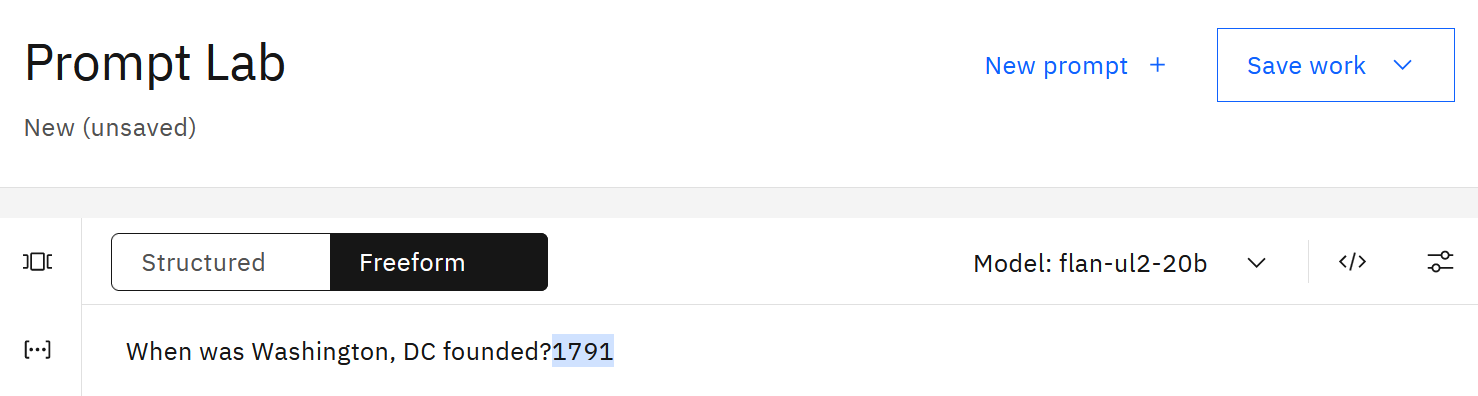 Prompt Lab
New prompt +
Save work
New (unsaved)
Structured
Freeform
Model: flan-ul2-20b
When was Washington, DC founded?1791